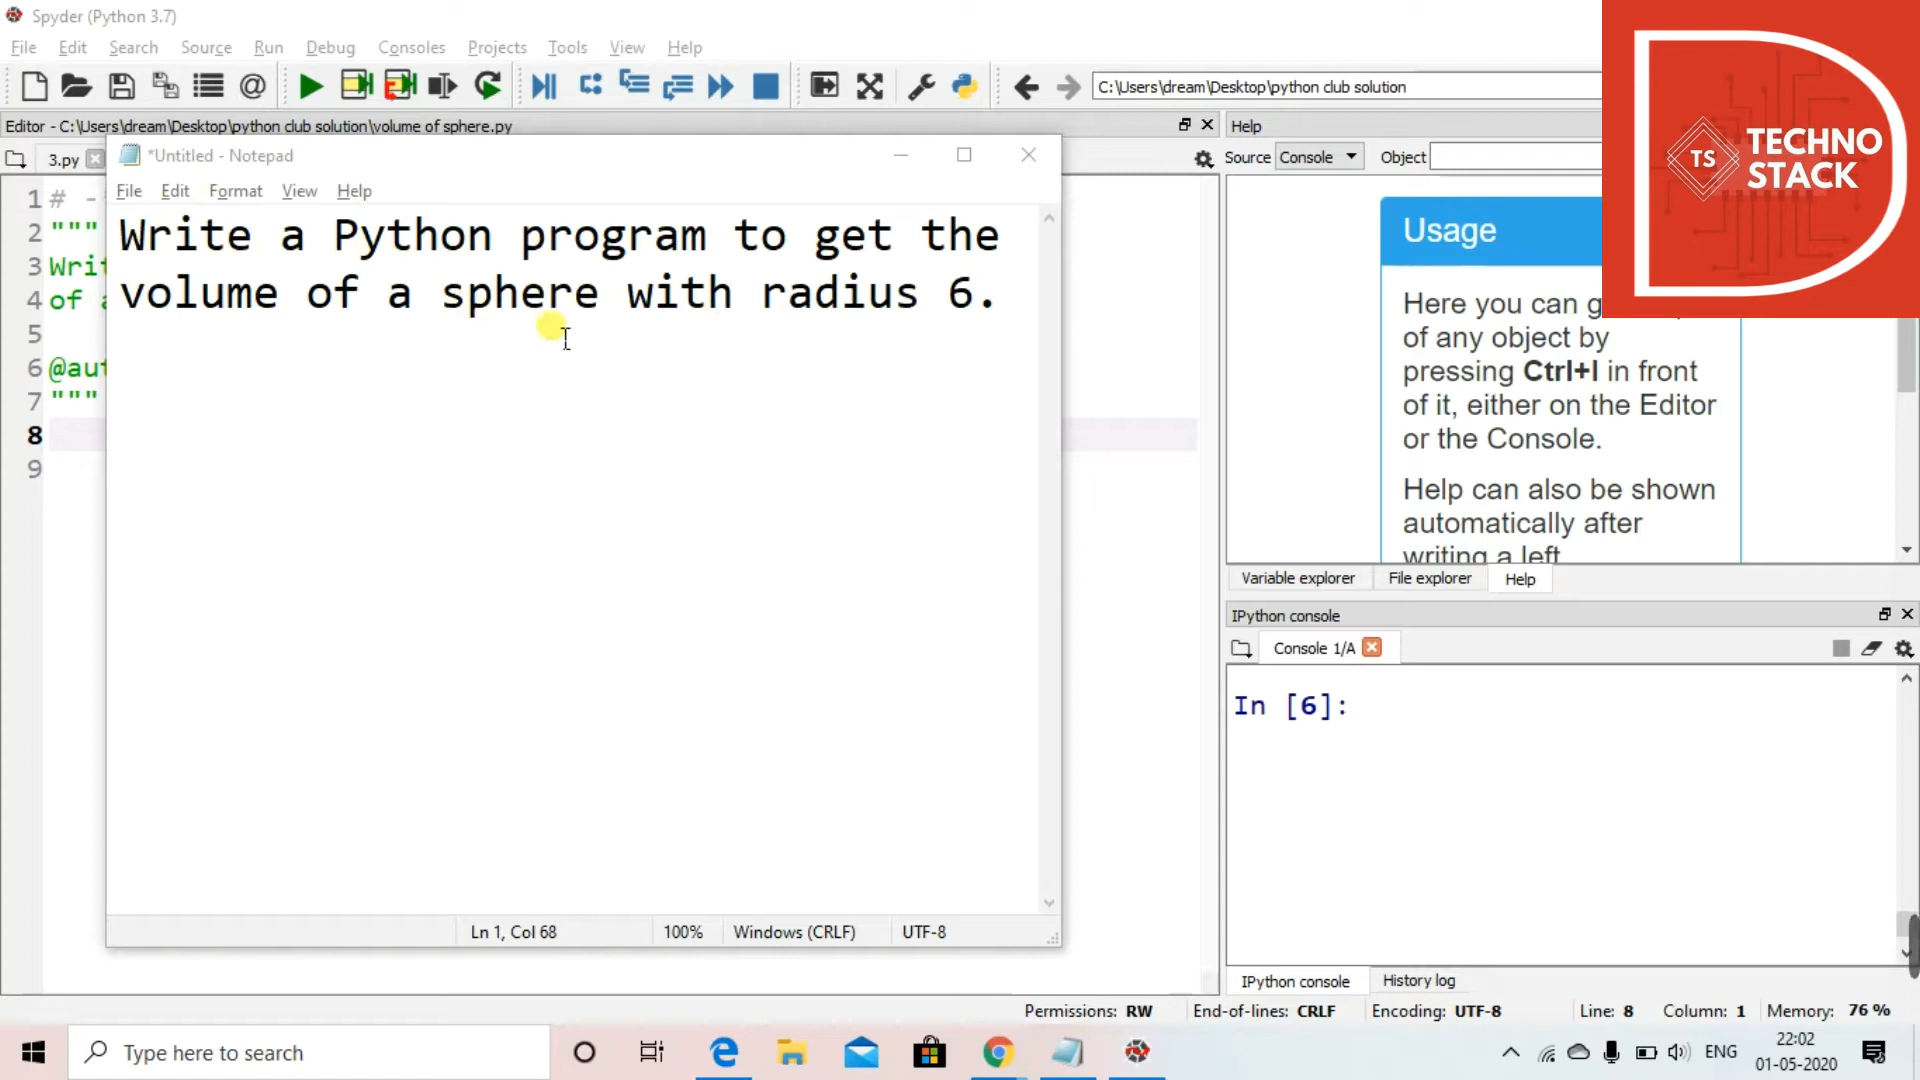 Spyder (Python 3.7)
File Edit Search Source Run Debug Consoles Projects Tools View Help
C:\Users\dream\Desktop\python club solution
TECHNO
STACK
TS
Editor - C:\Users\dream\Desktop\python club solution\volume of sphere.py
Help
3.py
*Untitled - Notepad
Source Console Object
File Edit Format View Help
1 # -
2 """
3 Writ
4 of a
5
6 @aut
7 """
8
9
Write a Python program to get the
volume of a sphere with radius 6.
Usage
Here you can g
of any object by
pressing Ctrl+I in front
of it, either on the Editor
or the Console.
Help can also be shown
automatically after
writing a left
Variable explorer File explorer Help
IPython console
Console 1/A
In [6]:
Ln 1, Col 68 100% Windows (CRLF) UTF-8
IPython console History log
Permissions: RW End-of-lines: CRLF Encoding: UTF-8 Line: 8 Column: 1 Memory: 76 %
Type here to search
ENG
22:02
01-05-2020